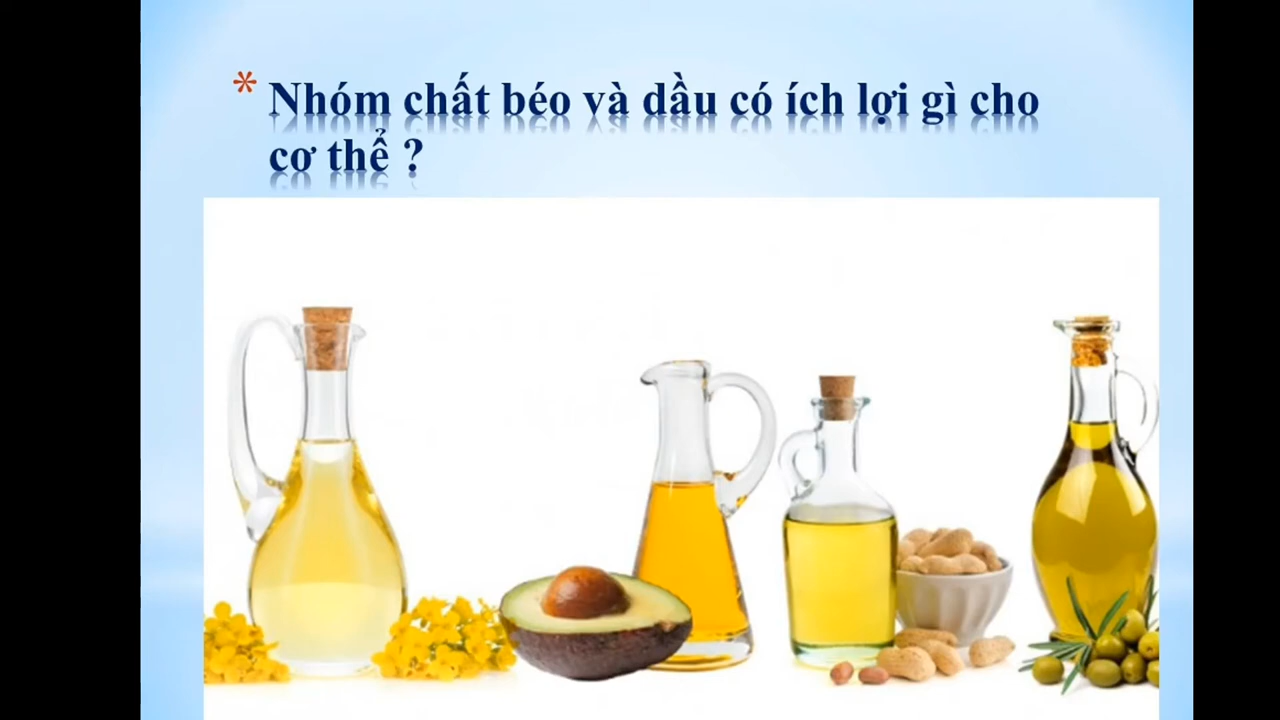 * Nhóm chất béo và dầu có ích lợi gì cho
cơ thể ?